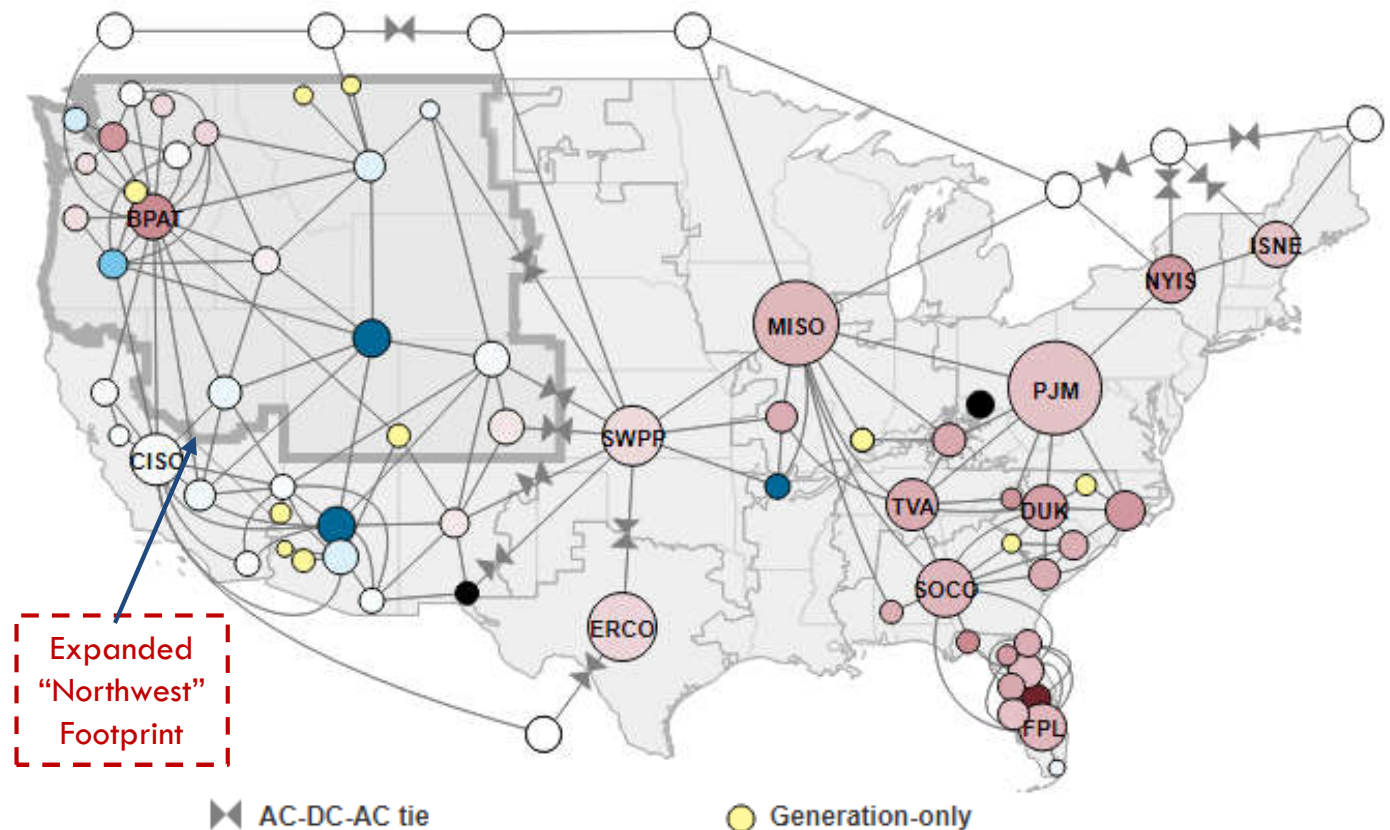 BPAT
ISNE
NYIS
MISO
PJM
SWPP
CISO
TVA
DUK
SOCO
ERCO
FPL
Expanded
“Northwest”
Footprint
AC-DC-AC tie
Generation-only